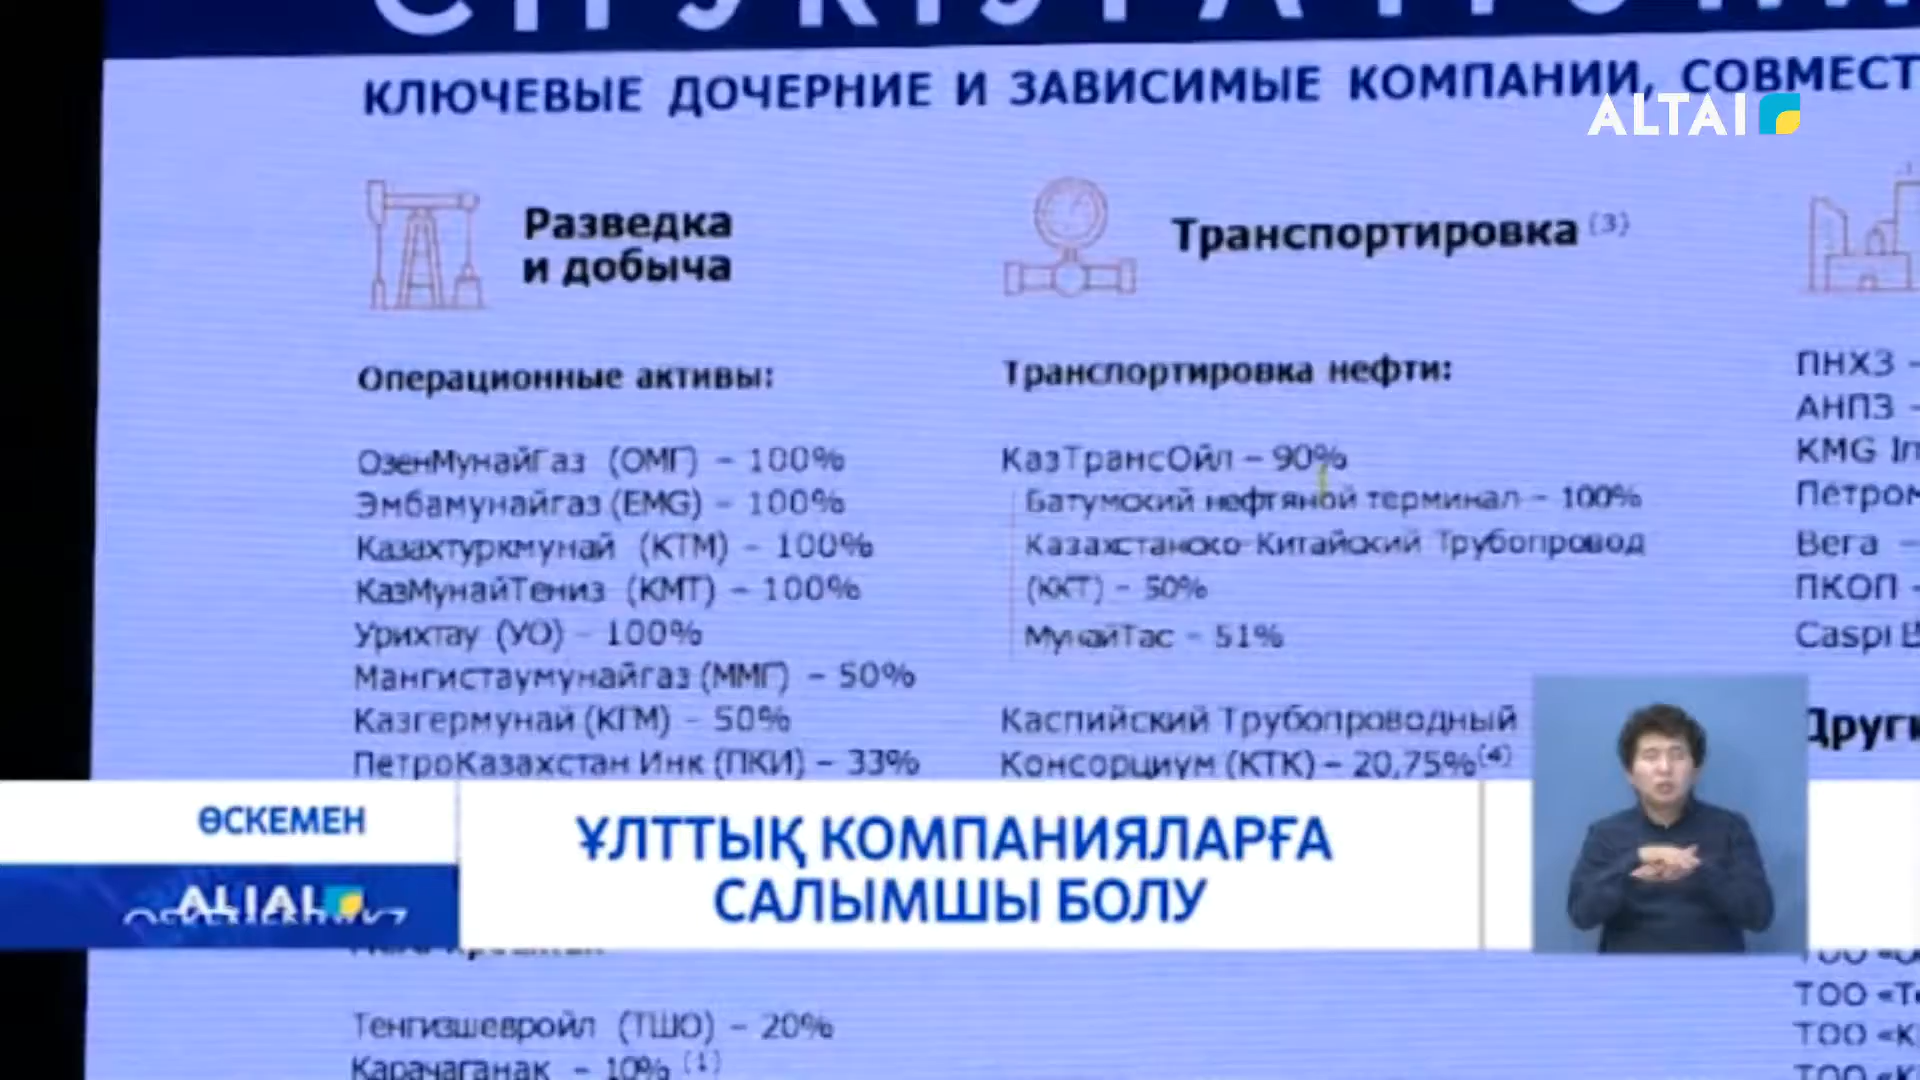 КЛЮЧЕВЫЕ ДОЧЕРНИЕ И ЗАВИСИМЫЕ КОМПАНИИ,
ALTAI
Разведка
и добыча
Транспортировка (3)
Операционные активы:
ОзенМунайГаз (ОМГ) – 100%
Эмбамунайгаз (EMG) – 100%
Казахтуркмунай (КТМ) – 100%
КазМунайТениз (КМТ) – 100%
Урихтау (УО) – 100%
Мангистаумунайгаз (ММГ) – 50%
Казгермунай (КГМ) – 50%
ПетроКазахстан Инк (ПКИ) – 33%
Транспортировка нефти:
КазТрансОйл – 90%
Батумский нефтяной терминал – 100%
Казахстанско-Китайский Трубопровод
(ККТ) – 50%
МунайТас – 51%
Каспийский Трубопроводный
Консорциум (КТК) – 20,75%(4)
ПНХЗ –
АНПЗ –
KMG
Вега –
ПКОП –
Caspi
ӨСКЕМЕН
ALTAI
ҰЛТТЫҚ КОМПАНИЯЛАРҒА
САЛЫМШЫ БОЛУ
Тенгизшевройл (ТШО) – 20%
Карачаганак – 10% (1)
ТОО
ТОО
ТОО
ТОО